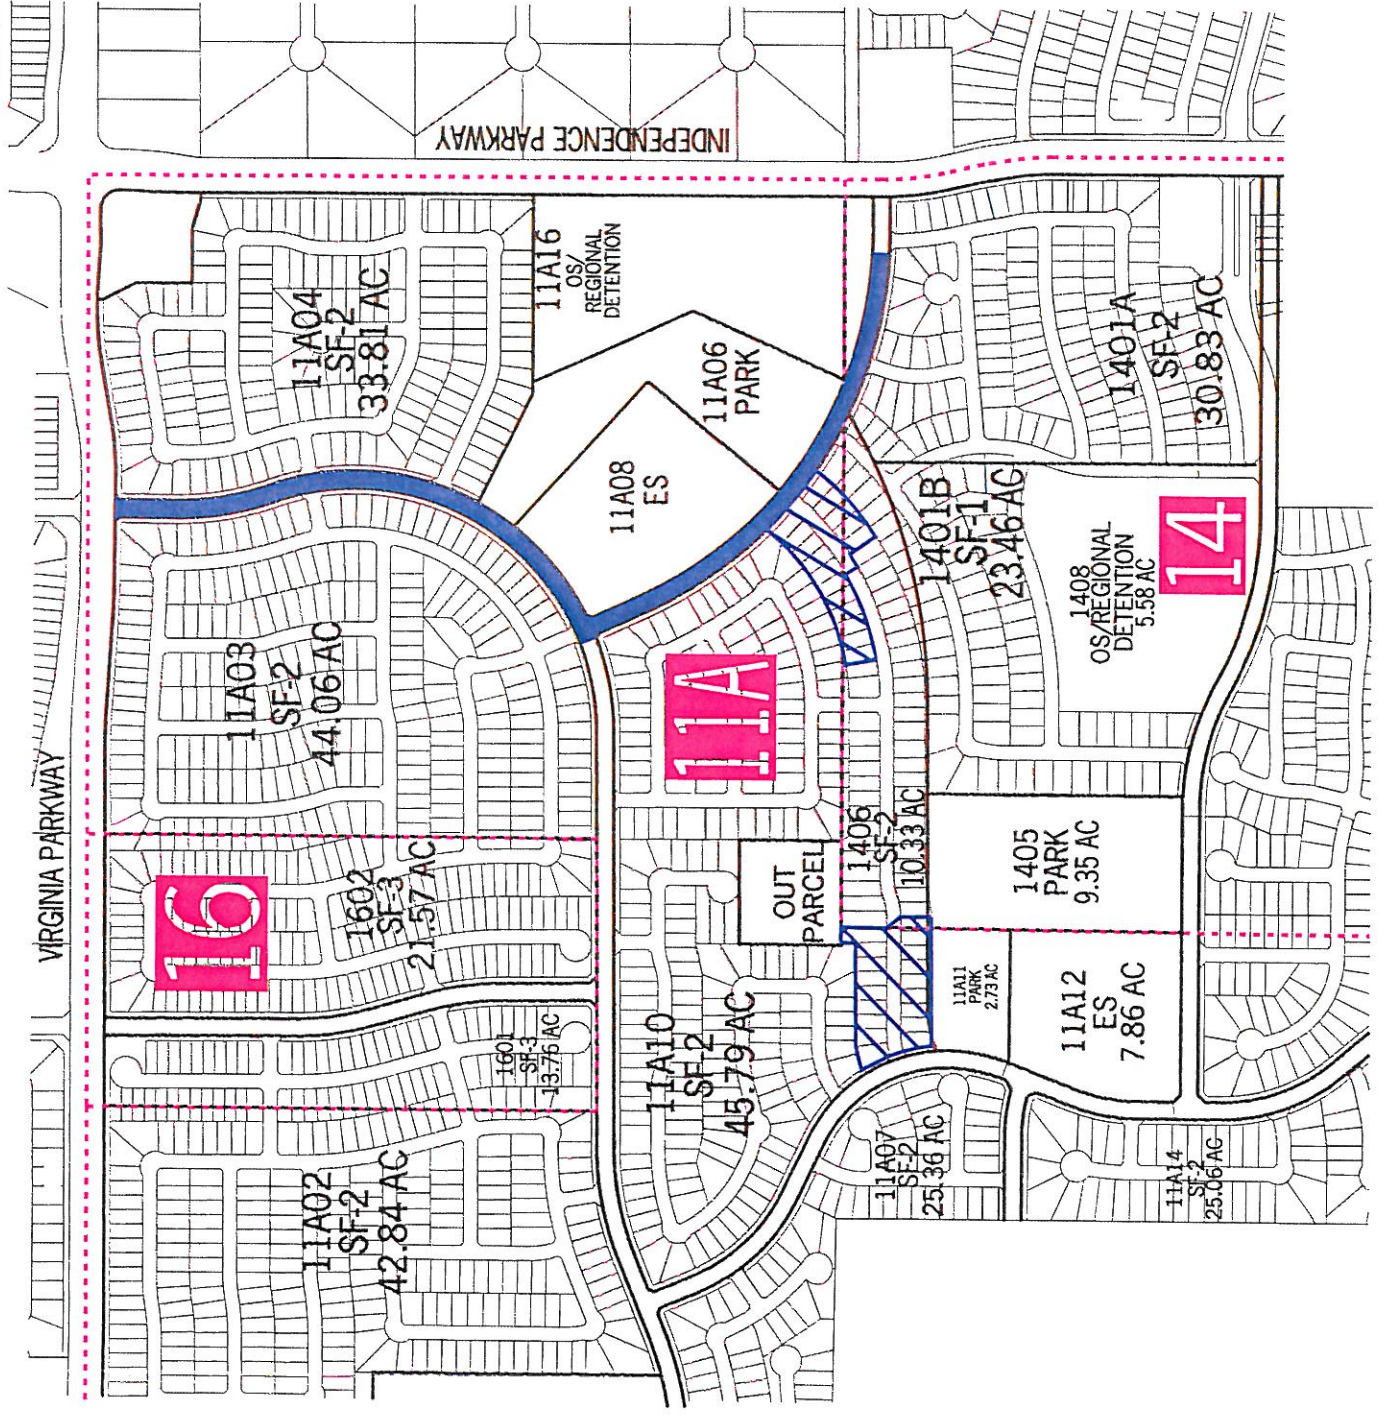 INDEPENDENCE PARKWAY
VIRGINIA PARKWAY
11A04
SF-2
33.81 AC
11A16
OS/
REGIONAL
DETENTION
11A06
PARK
11A08
ES
1401A
SF-2
30.83 AC
1401B
SF-1
23.46 AC
1408
OS/REGIONAL
DETENTION
5.58 AC
14
11A03
SF-2
44.06 AC
11A
16
1602
SF-3
21.57 AC
OUT
PARCEL
1406
SF-2
10.33 AC
1405
PARK
9.35 AC
1601
SF-3
13.76 AC
11A10
SF-2
45.79 AC
11A11
PARK
2.73 AC
11A12
ES
7.86 AC
11A02
SF-2
42.84 AC
11A07
SF-2
25.36 AC
11A14
SF-2
25.06 AC